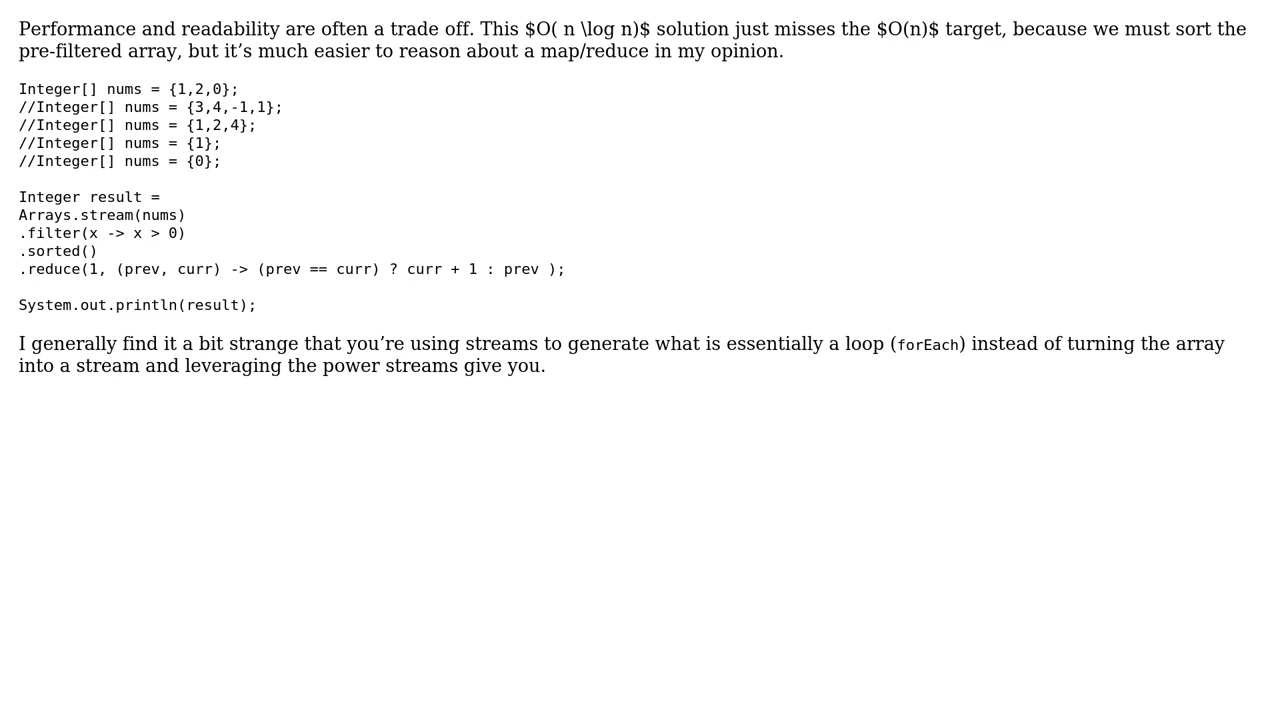 Performance and readability are often a trade off. This $O( n \log n)$ solution just misses the $O(n)$ target, because we must sort the
pre-filtered array, but it’s much easier to reason about a map/reduce in my opinion.
Integer[] nums = {1,2,0};
//Integer[] nums = {3,4,-1,1};
//Integer[] nums = {1,2,4};
//Integer[] nums = {1};
//Integer[] nums = {0};
Integer result =
Arrays.stream(nums)
.filter(x -> x > 0)
.sorted()
.reduce(1, (prev, curr) -> (prev == curr) ? curr + 1 : prev );
System.out.println(result);
I generally find it a bit strange that you’re using streams to generate what is essentially a loop (forEach) instead of turning the array
into a stream and leveraging the power streams give you.